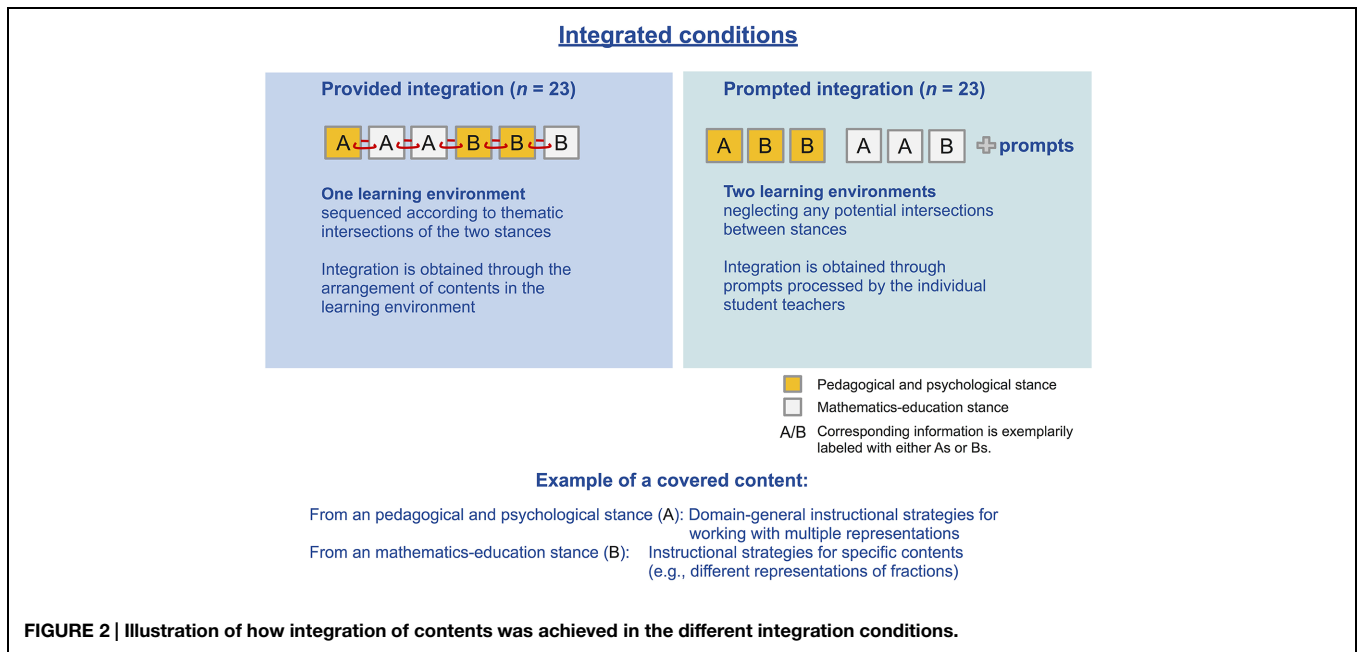 Integrated conditions
Provided integration (n = 23)
A A A B B B
One learning environment
sequenced according to thematic
intersections of the two stances
Integration is obtained through the
arrangement of contents in the
learning environment
Prompted integration (n = 23)
A B B A A B prompts
Two learning environments
neglecting any potential intersections
between stances
Integration is obtained through
prompts processed by the individual
student teachers
Pedagogical and psychological stance
Mathematics-education stance
A/B Corresponding information is exemplarily
labeled with either As or Bs.
Example of a covered content:
From an pedagogical and psychological stance (A): Domain-general instructional strategies for
working with multiple representations
From an mathematics-education stance (B): Instructional strategies for specific contents
(e.g., different representations of fractions)
FIGURE 2 | Illustration of how integration of contents was achieved in the different integration conditions.